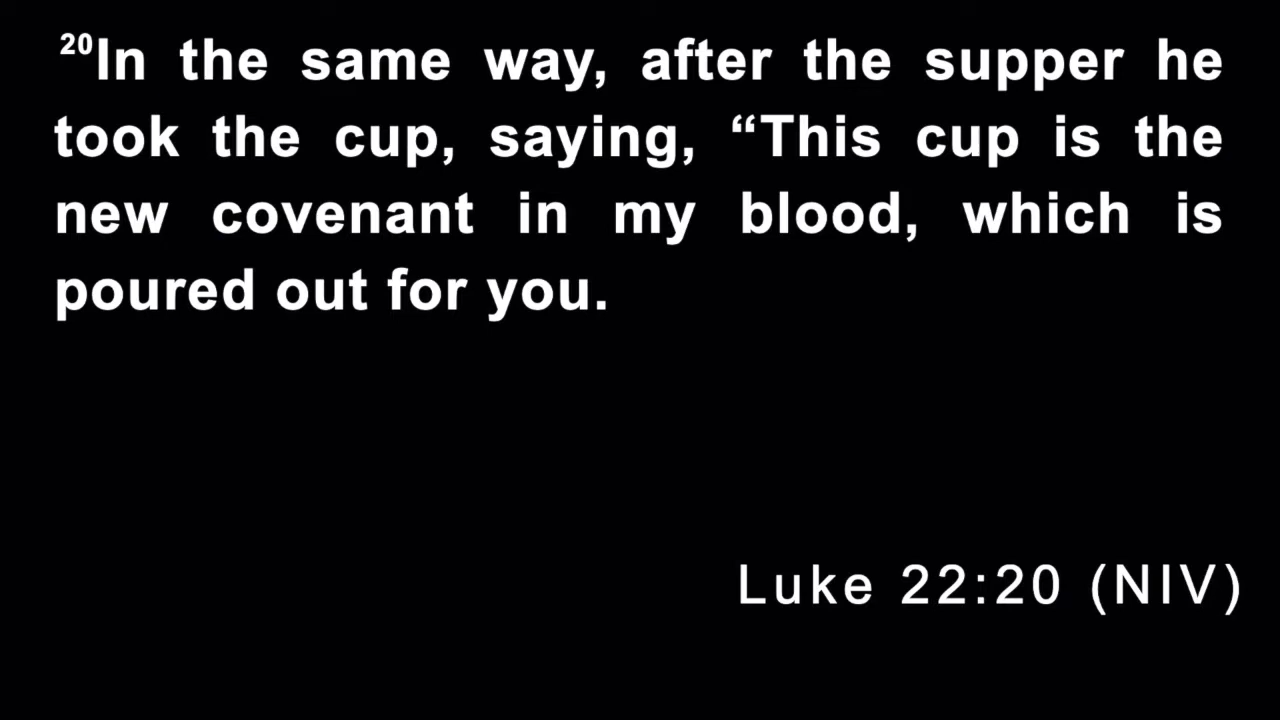 20In the same way, after the supper he
took the cup, saying, “This cup is the
new covenant in my blood, which is
poured out for you.
Luke 22:20 (NIV)